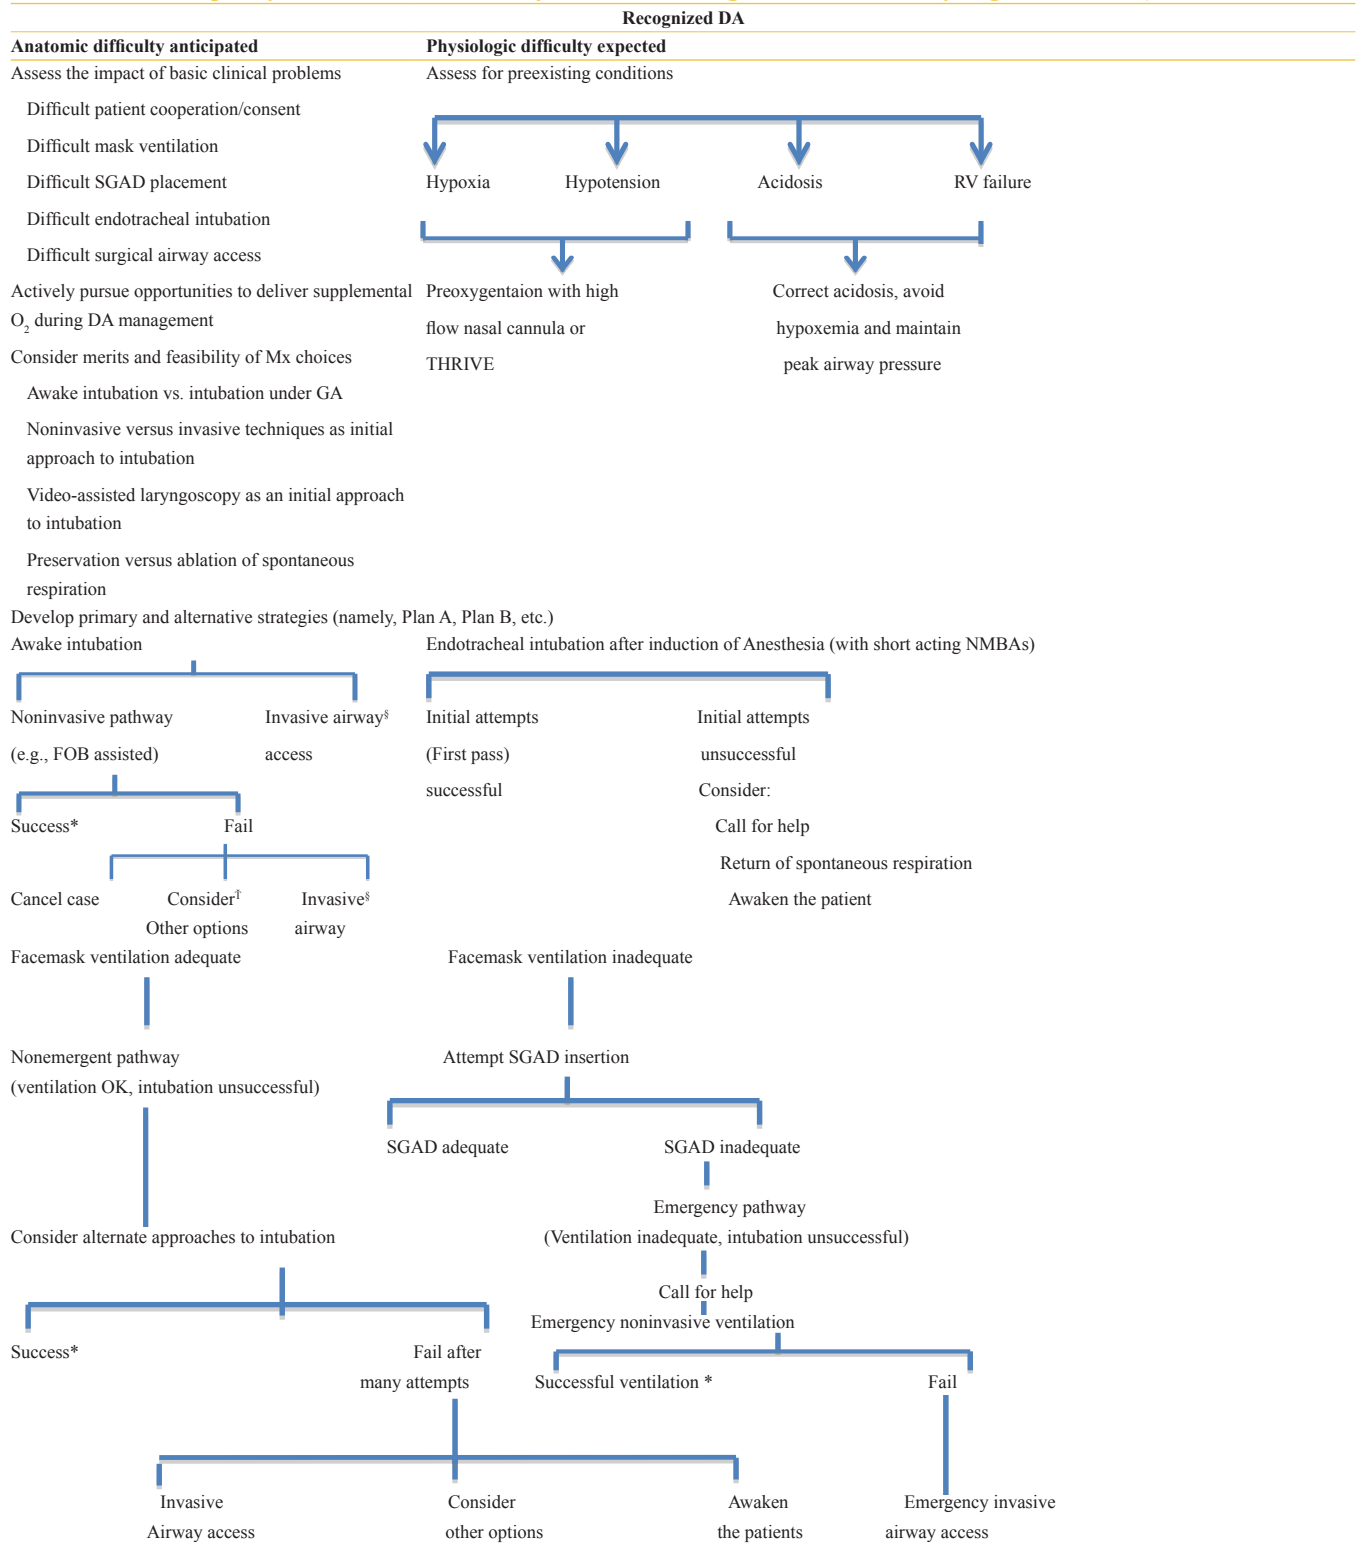 Recognized DA
Anatomic difficulty anticipated
Physiologic difficulty expected
Assess the impact of basic clinical problems
Difficult patient cooperation/consent
Difficult mask ventilation
Difficult SGAD placement
Difficult endotracheal intubation
Difficult surgical airway access
Actively pursue opportunities to deliver supplemental
O2 during DA management
Consider merits and feasibility of Mx choices
Awake intubation vs. intubation under GA
Noninvasive versus invasive techniques as initial
approach to intubation
Video-assisted laryngoscopy as an initial approach
to intubation
Preservation versus ablation of spontaneous
respiration
Assess for preexisting conditions
Hypoxia
Hypotension
Acidosis
RV failure
Preoxygentaion with high
flow nasal cannula or
THRIVE
Correct acidosis, avoid
hypoxemia and maintain
peak airway pressure
Develop primary and alternative strategies (namely, Plan A, Plan B, etc.)
Awake intubation
Noninvasive pathway
(e.g., FOB assisted)
Invasive airway§
access
Success*
Fail
Cancel case
Consider†
Other options
Invasive§
airway
Endotracheal intubation after induction of Anesthesia (with short acting NMBAs)
Initial attempts
(First pass)
successful
Initial attempts
unsuccessful
Consider:
Call for help
Return of spontaneous respiration
Awaken the patient
Facemask ventilation adequate
Nonemergent pathway
(ventilation OK, intubation unsuccessful)
Consider alternate approaches to intubation
Success*
Fail after
many attempts
Invasive
Airway access
Consider
other options
Awaken
the patients
Facemask ventilation inadequate
Attempt SGAD insertion
SGAD adequate
SGAD inadequate
Emergency pathway
(Ventilation inadequate, intubation unsuccessful)
Call for help
Emergency noninvasive ventilation
Successful ventilation *
Fail
Emergency invasive
airway access